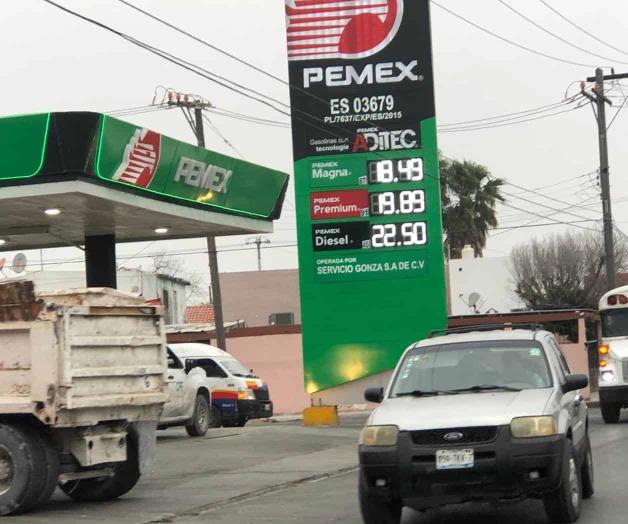 PEMEX®
ES 03679
PL/7637/EXP/ES/2015
Gasolinas con tecnología
PEMEX
ADITEC
PEMEX
Magna 18.49
PEMEX
Premium 19.89
PEMEX
Diesel 22.50
OPERADA POR
SERVICIO GONZA S.A DE C.V
PEMEX
Ford